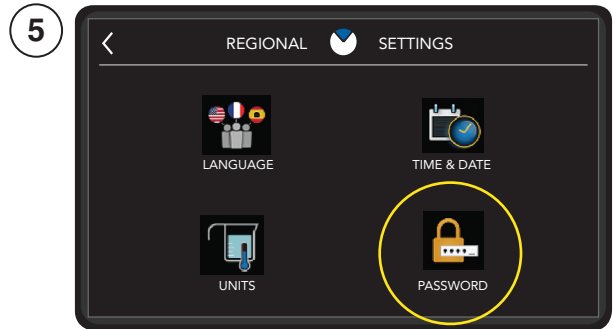 5
REGIONAL SETTINGS
LANGUAGE
TIME & DATE
UNITS
PASSWORD